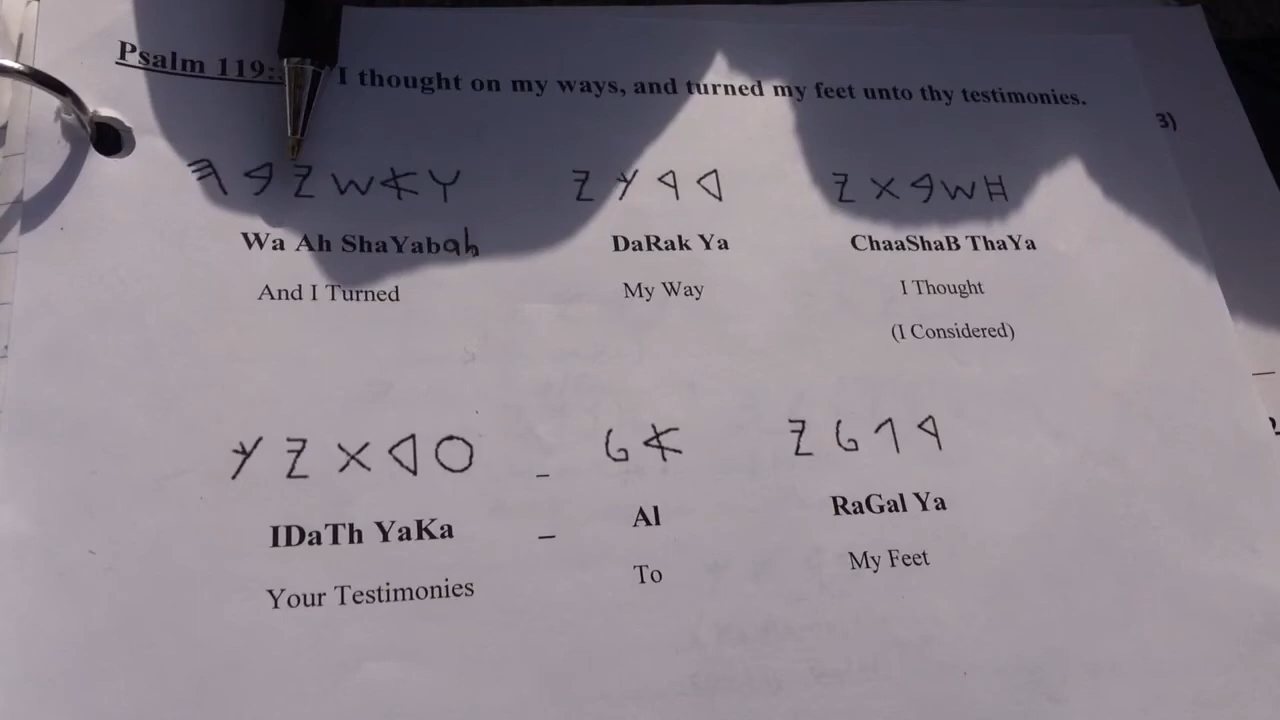 Psalm 119: I thought on my ways, and turned my feet unto thy testimonies.
3)
𐤇𐤔𐤁𐤕𐤉 𐤃𐤓𐤊𐤉 𐤅𐤀𐤔𐤉𐤁𐤄
Wa Ah ShaYabah DaRak Ya ChaaShaB ThaYa
And I Turned My Way I Thought
(I Considered)
𐤓𐤂𐤋𐤉 𐤀𐤋 - 𐤏𐤃𐤕𐤉𐤊
IDaTh YaKa - Al RaGal Ya
Your Testimonies To My Feet